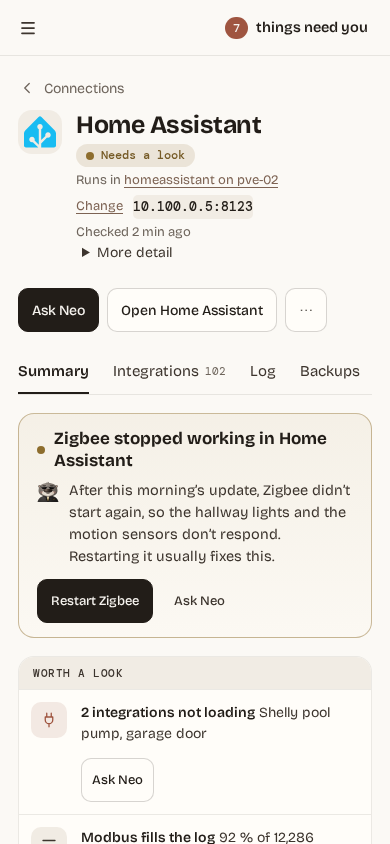 7 things need you
Connections
Home Assistant
Needs a look
Runs in homeassistant on pve-02
Change 10.100.0.5:8123
Checked 2 min ago
More detail
Ask Neo
Open Home Assistant
...
Summary
Integrations 102
Log
Backups
Zigbee stopped working in Home
Assistant
After this morning’s update, Zigbee didn’t
start again, so the hallway lights and the
motion sensors don’t respond.
Restarting it usually fixes this.
Restart Zigbee
Ask Neo
WORTH A LOOK
2 integrations not loading Shelly pool
pump, garage door
Ask Neo
Modbus fills the log 92 % of 12,286